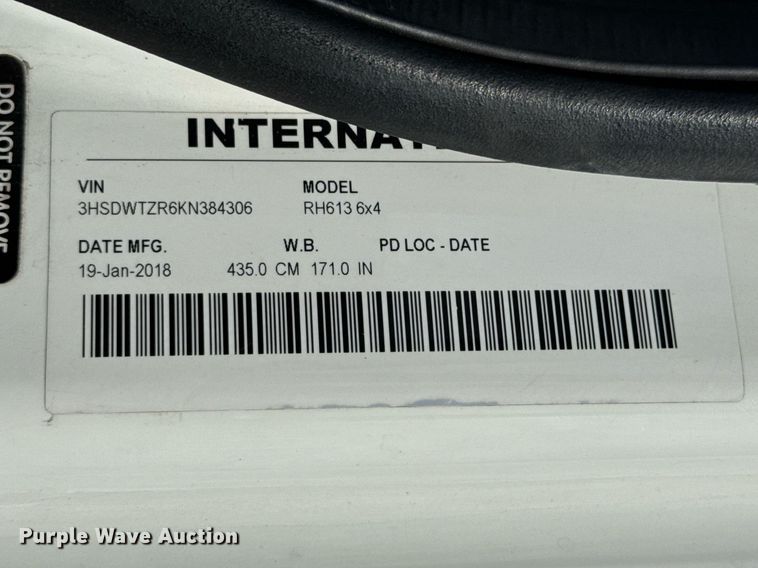 DO NOT REMOVE
INTERNAT
VIN MODEL
3HSDWTZR6KN384306 RH613 6x4
DATE MFG. W.B. PD LOC - DATE
19-Jan-2018 435.0 CM 171.0 IN
Purple Wave Auction